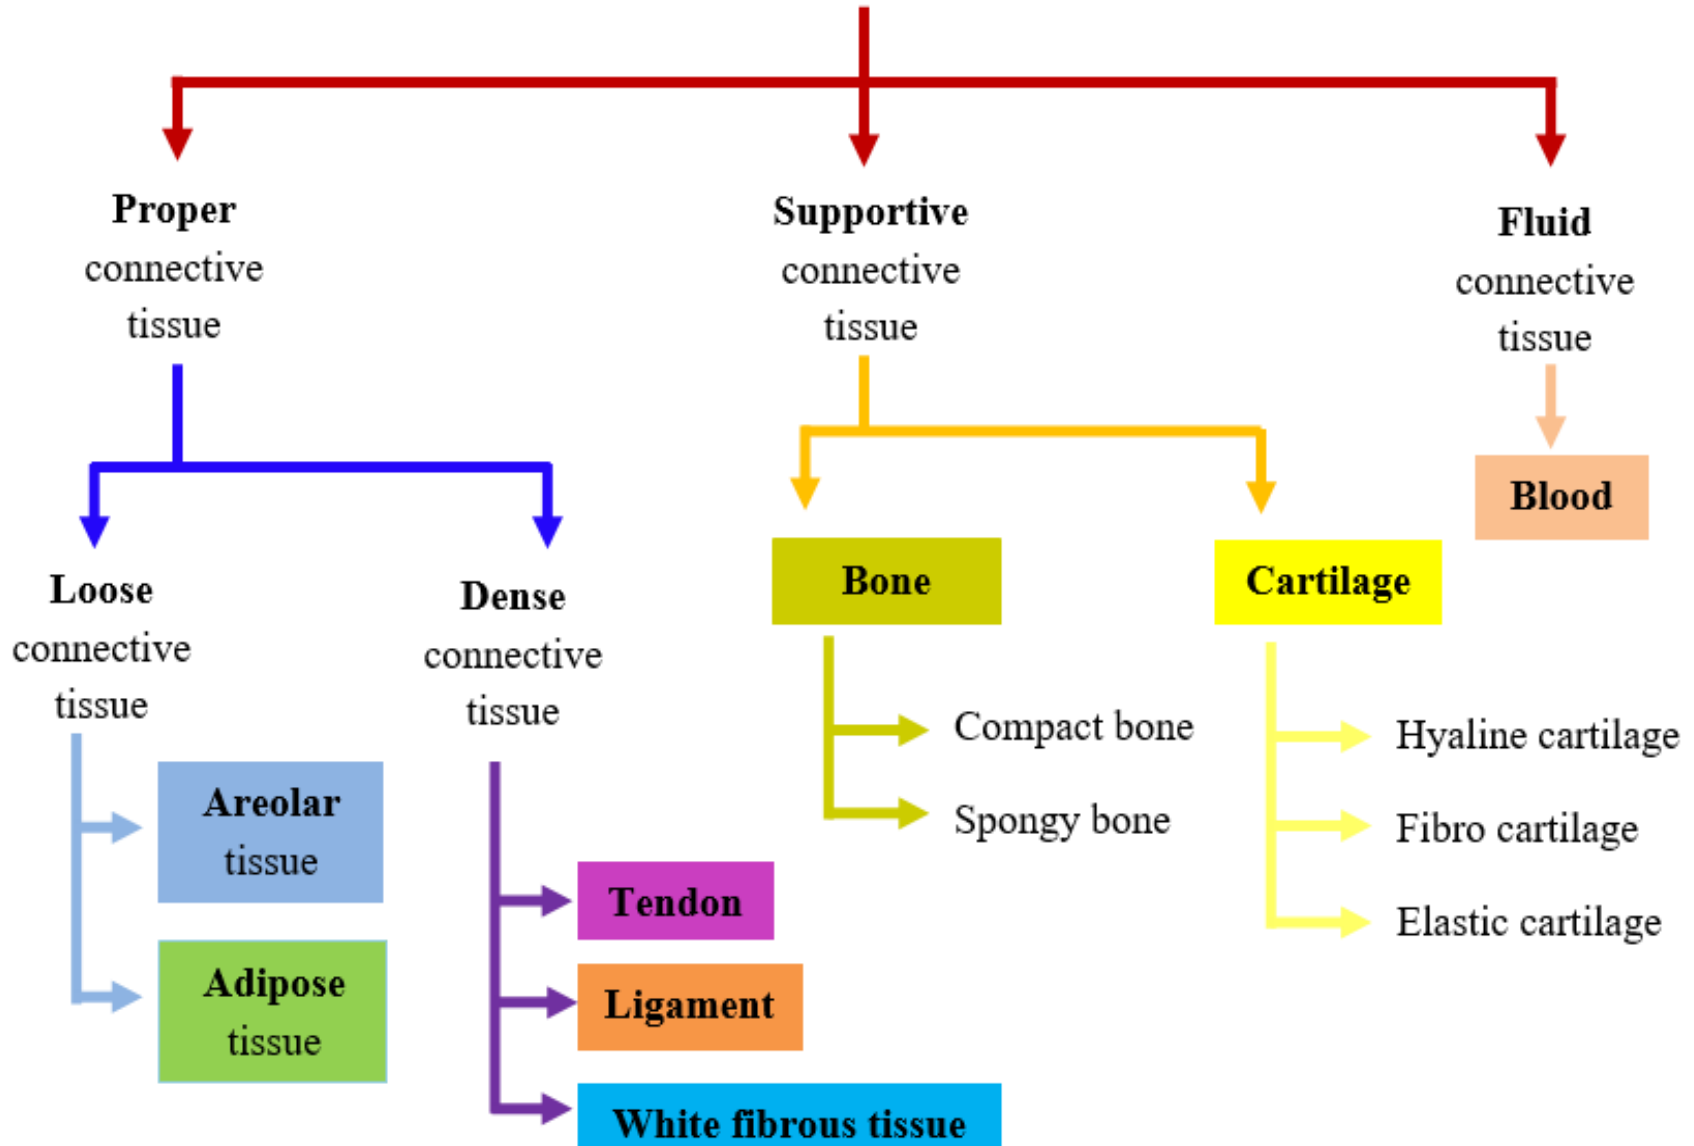 Proper
connective
tissue
Supportive
connective
tissue
Fluid
connective
tissue
Loose
connective
tissue
Dense
connective
tissue
Bone
Cartilage
Blood
Areolar
tissue
Adipose
tissue
Tendon
Ligament
White fibrous tissue
Compact bone
Spongy bone
Hyaline cartilage
Fibro cartilage
Elastic cartilage